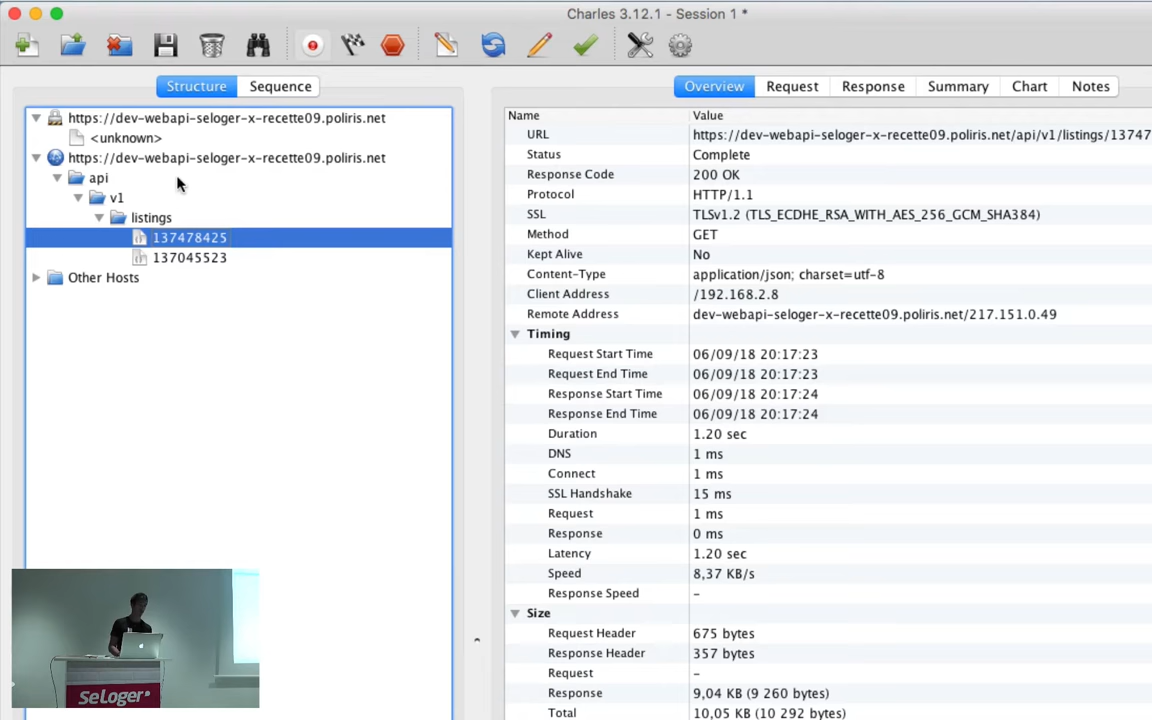 Charles 3.12.1 - Session 1 *
Structure
Sequence
Overview
Request
Response
Summary
Chart
Notes
https://dev-webapi-seloger-x-recette09.poliris.net
<unknown>
https://dev-webapi-seloger-x-recette09.poliris.net
api
v1
listings
137478425
137045523
Other Hosts
Name Value
URL https://dev-webapi-seloger-x-recette09.poliris.net/api/v1/listings/13747
Status Complete
Response Code 200 OK
Protocol HTTP/1.1
SSL TLSv1.2 (TLS_ECDHE_RSA_WITH_AES_256_GCM_SHA384)
Method GET
Kept Alive No
Content-Type application/json; charset=utf-8
Client Address /192.168.2.8
Remote Address dev-webapi-seloger-x-recette09.poliris.net/217.151.0.49
Timing
Request Start Time 06/09/18 20:17:23
Request End Time 06/09/18 20:17:23
Response Start Time 06/09/18 20:17:24
Response End Time 06/09/18 20:17:24
Duration 1.20 sec
DNS 1 ms
Connect 1 ms
SSL Handshake 15 ms
Request 1 ms
Response 0 ms
Latency 1.20 sec
Speed 8,37 KB/s
Response Speed –
Size
Request Header 675 bytes
Response Header 357 bytes
Request –
Response 9,04 KB (9 260 bytes)
Total 10,05 KB (10 292 bytes)
SeLoger